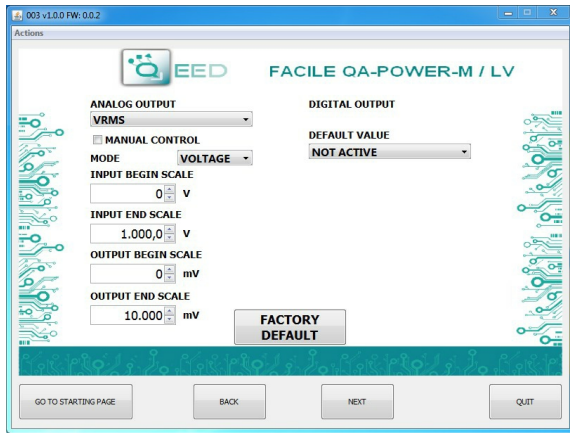 003 v1.0.0 FW: 0.0.2
Actions
QEED
FACILE QA-POWER-M / LV
ANALOG OUTPUT
VRMS
MANUAL CONTROL
MODE VOLTAGE
INPUT BEGIN SCALE
0 V
INPUT END SCALE
1.000,0 V
OUTPUT BEGIN SCALE
0 mV
OUTPUT END SCALE
10.000 mV
DIGITAL OUTPUT
DEFAULT VALUE
NOT ACTIVE
FACTORY
DEFAULT
GO TO STARTING PAGE
BACK
NEXT
QUIT